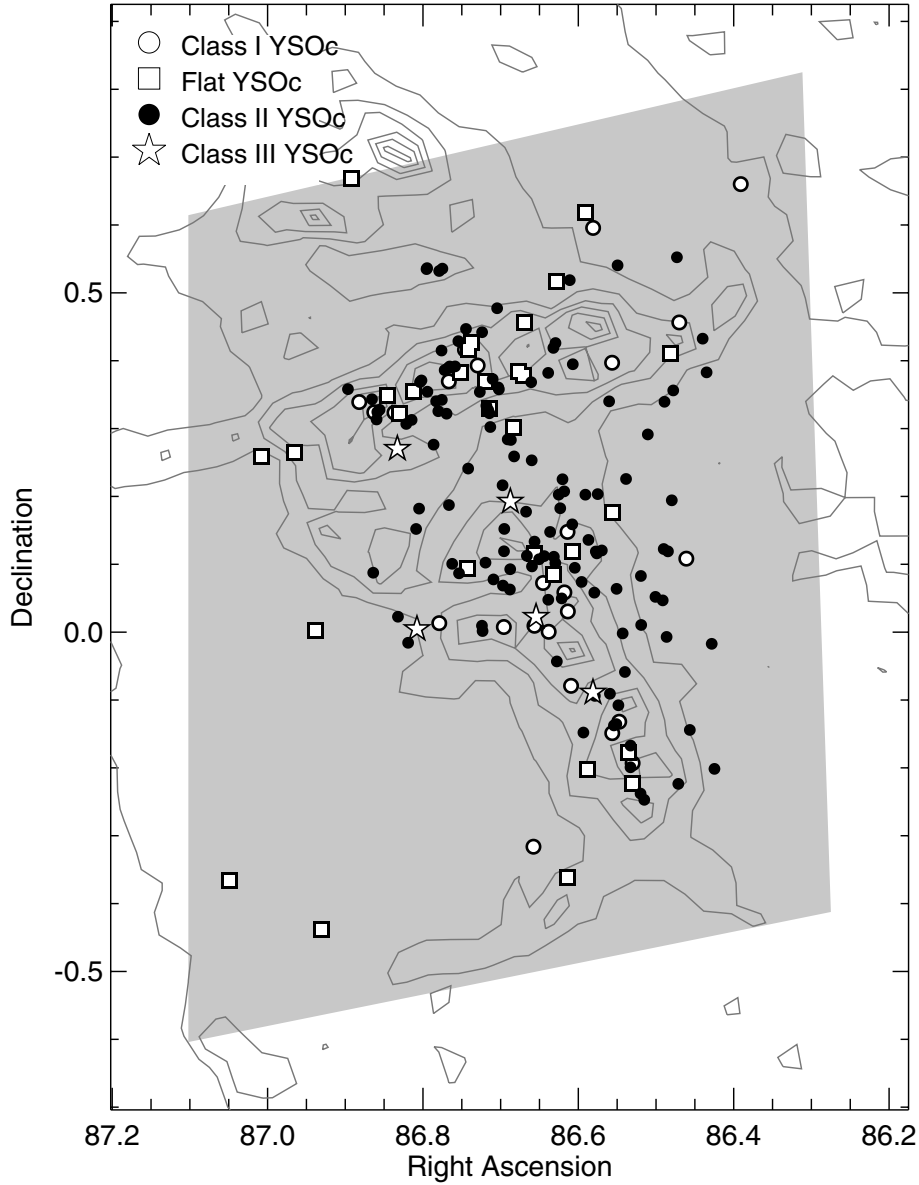 Class I YSOc
Flat YSOc
Class II YSOc
Class III YSOc
0.5
0.0
-0.5
Declination
87.2 87.0 86.8 86.6 86.4 86.2
Right Ascension